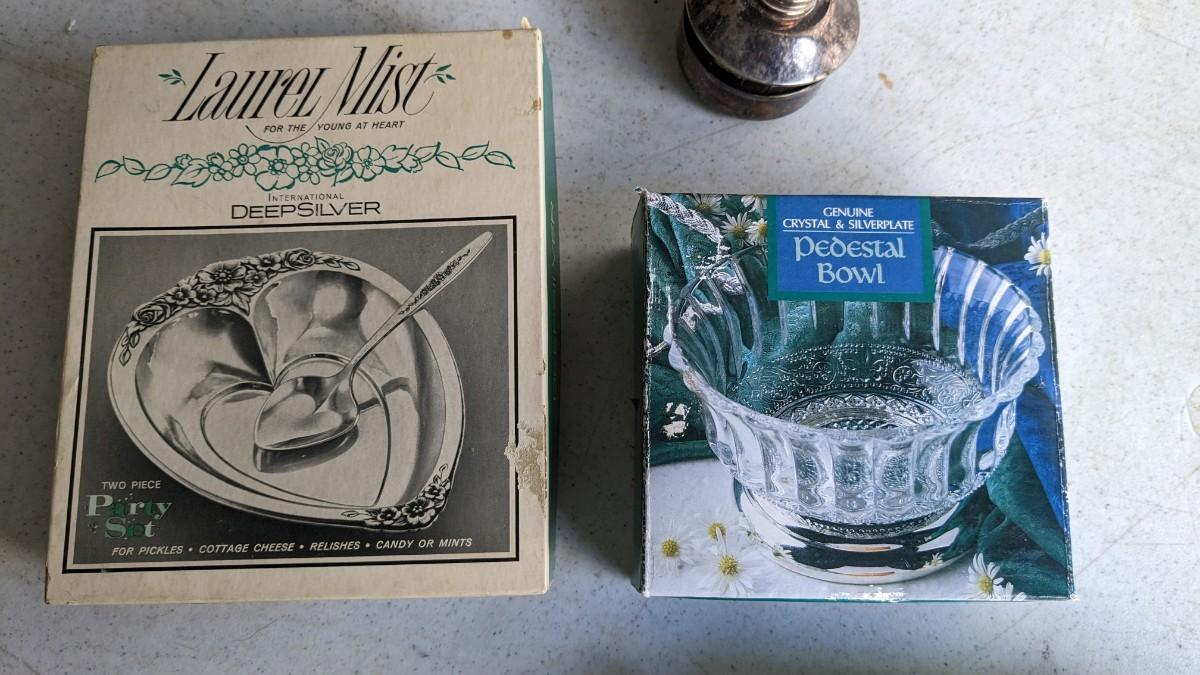 Laurel Mist
FOR THE YOUNG AT HEART
INTERNATIONAL
DEEPSILVER
TWO PIECE
Party
Set
FOR PICKLES • COTTAGE CHEESE • RELISHES • CANDY OR MINTS
GENUINE
CRYSTAL & SILVERPLATE
Pedestal
Bowl